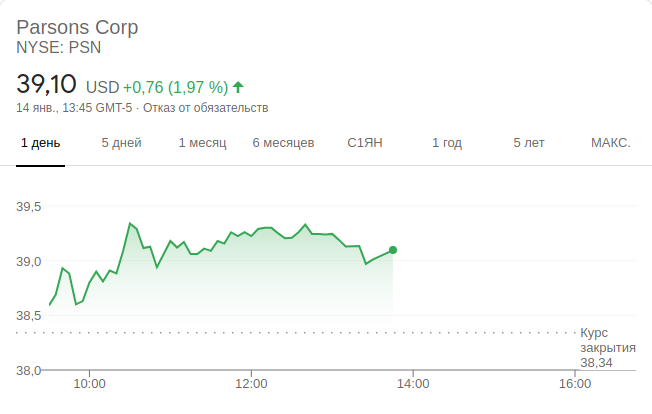 Parsons Corp
NYSE: PSN
39,10 USD +0,76 (1,97 %)
14 янв., 13:45 GMT-5 · Отказ от обязательств
1 день 5 дней 1 месяц 6 месяцев С1ЯН 1 год 5 лет МАКС.
39,5
39,0
38,5
Курс
закрытия
38,34
38,0
10:00 12:00 14:00 16:00